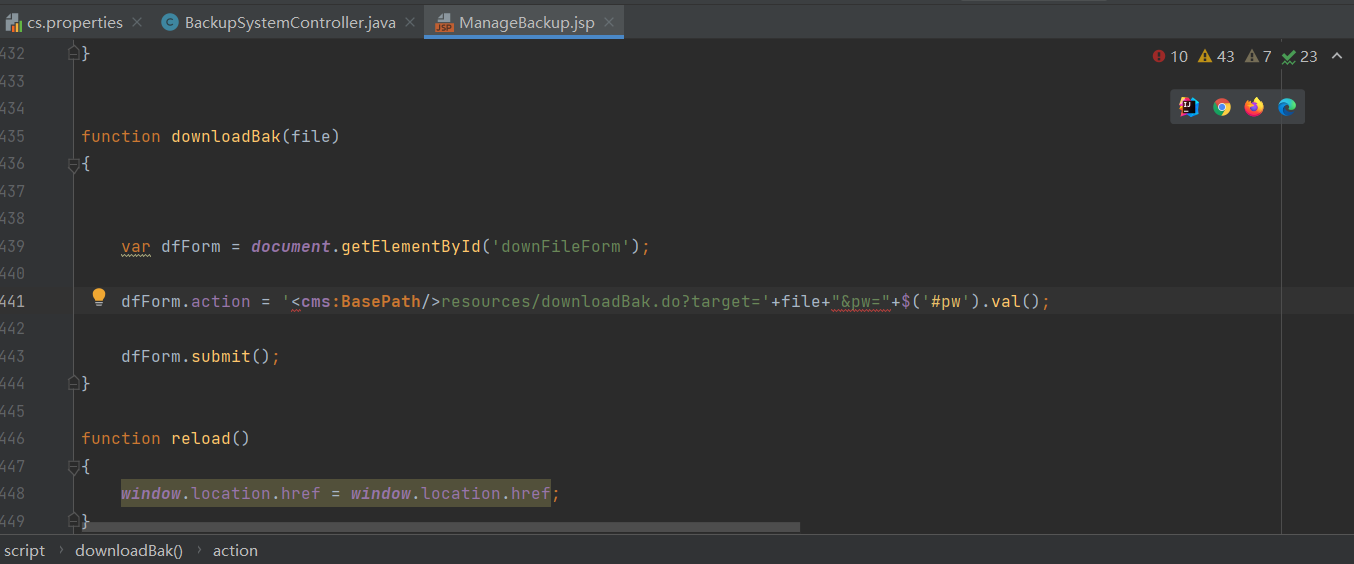 cs.properties × BackupSystemController.java × JSP ManageBackup.jsp ×
432 } 10 43 7 23
433
434
435 function downloadBak(file)
436 {
437
438
439 var dfForm = document.getElementById('downFileForm');
440
441 dfForm.action = '<cms:BasePath/>resources/downloadBak.do?target='+file+"&pw="+$('#pw').val();
442
443 dfForm.submit();
444 }
445
446 function reload()
447 {
448 window.location.href = window.location.href;
449 }
script › downloadBak() › action